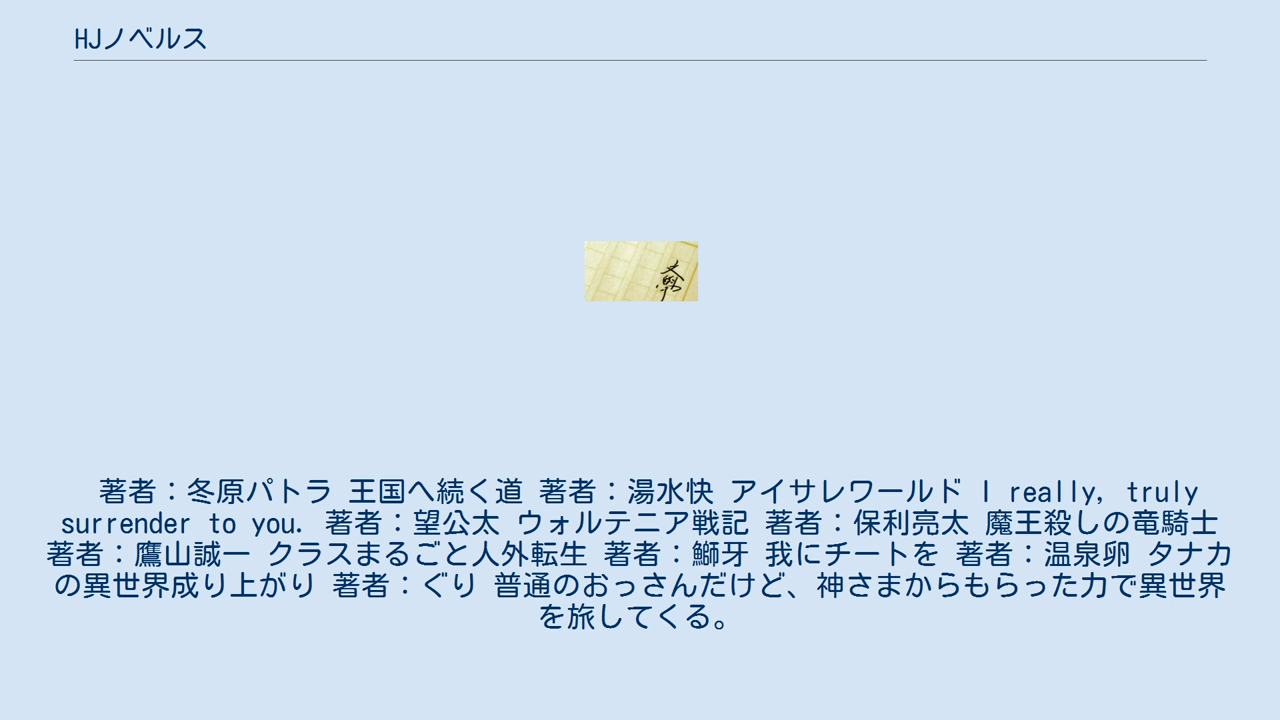 HJノベルス
著者：冬原パトラ 王国へ続く道 著者：湯水快 アイサレワールド I really, truly
surrender to you. 著者：望公太 ウォルテニア戦記 著者：保利亮太 魔王殺しの竜騎士
著者：鷹山誠一 クラスまるごと人外転生 著者：鰤牙 我にチートを 著者：温泉卵 タナカ
の異世界成り上がり 著者：ぐり 普通のおっさんだけど、神さまからもらった力で異世界
を旅してくる。